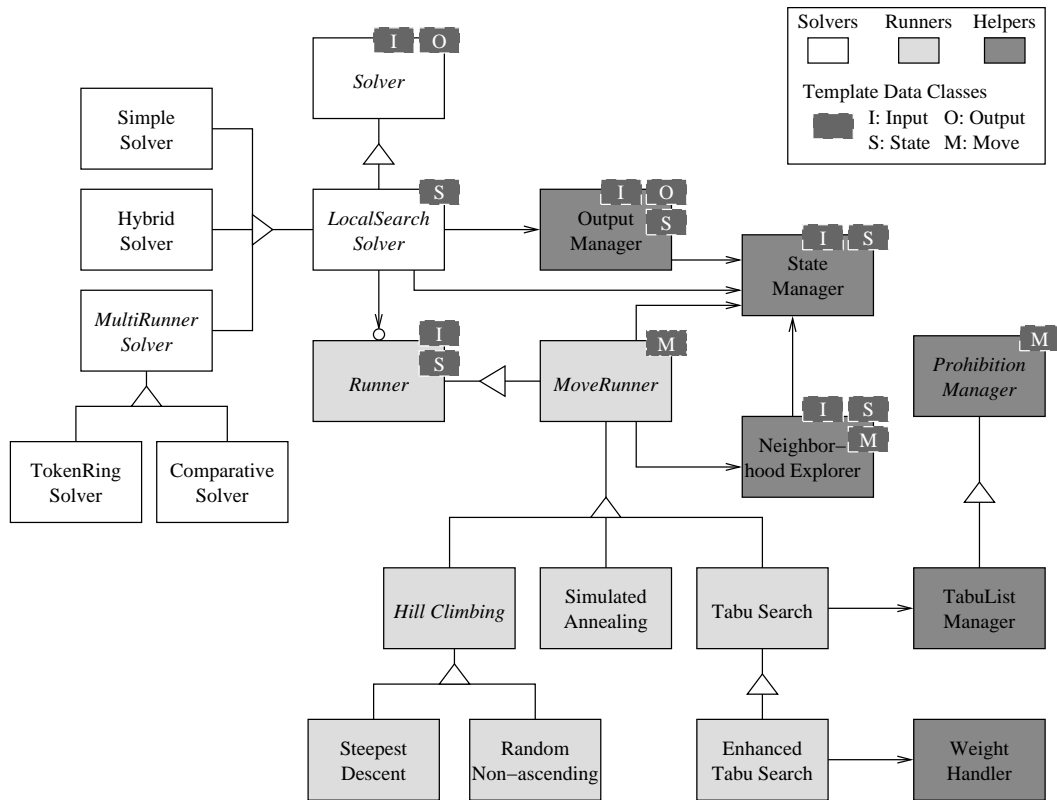 Solvers Runners Helpers
Template Data Classes
I: Input O: Output
S: State M: Move
I O
Solver
Simple
Solver
Hybrid
Solver
MultiRunner
Solver
TokenRing
Solver
Comparative
Solver
S
LocalSearch
Solver
I O
S
Output
Manager
I S
State
Manager
I
S
Runner
M
MoveRunner
I S
M
Neighbor–
hood Explorer
M
Prohibition
Manager
Hill Climbing
Simulated
Annealing
Tabu Search
TabuList
Manager
Steepest
Descent
Random
Non–ascending
Enhanced
Tabu Search
Weight
Handler